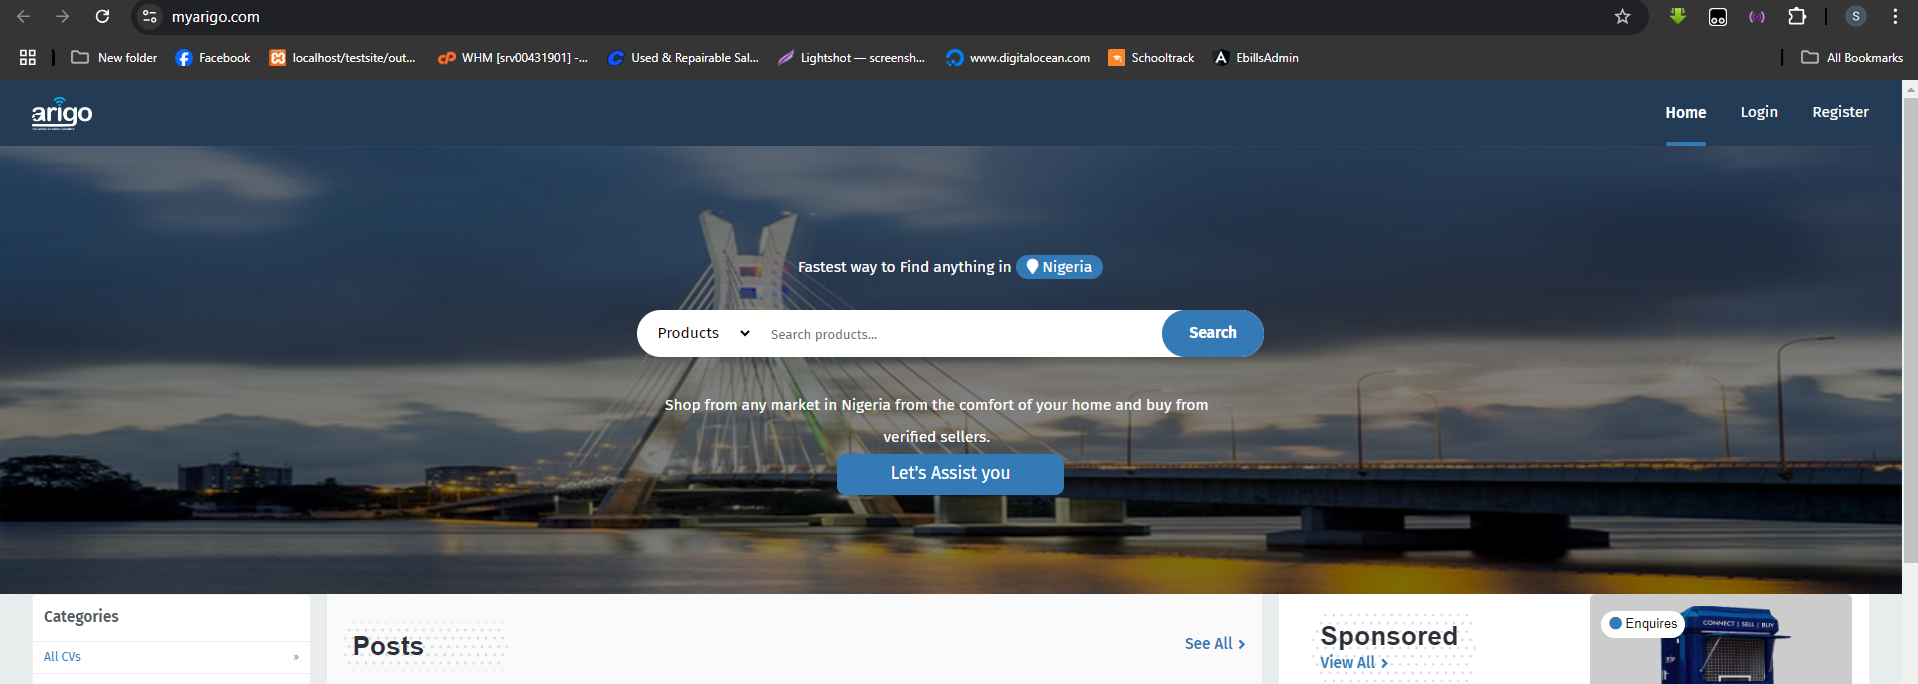 myarigo.com
S
New folder
Facebook
localhost/testsite/out...
WHM [srv00431901] -...
Used & Repairable Sal...
Lightshot — screensh...
www.digitalocean.com
Schooltrack
EbillsAdmin
All Bookmarks
arigo
Home
Login
Register
Fastest way to Find anything in Nigeria
Products
Search products...
Search
Shop from any market in Nigeria from the comfort of your home and buy from
verified sellers.
Let's Assist you
Categories
All CVs »
Posts
See All
Sponsored
View All
Enquires
CONNECT | SELL | BUY